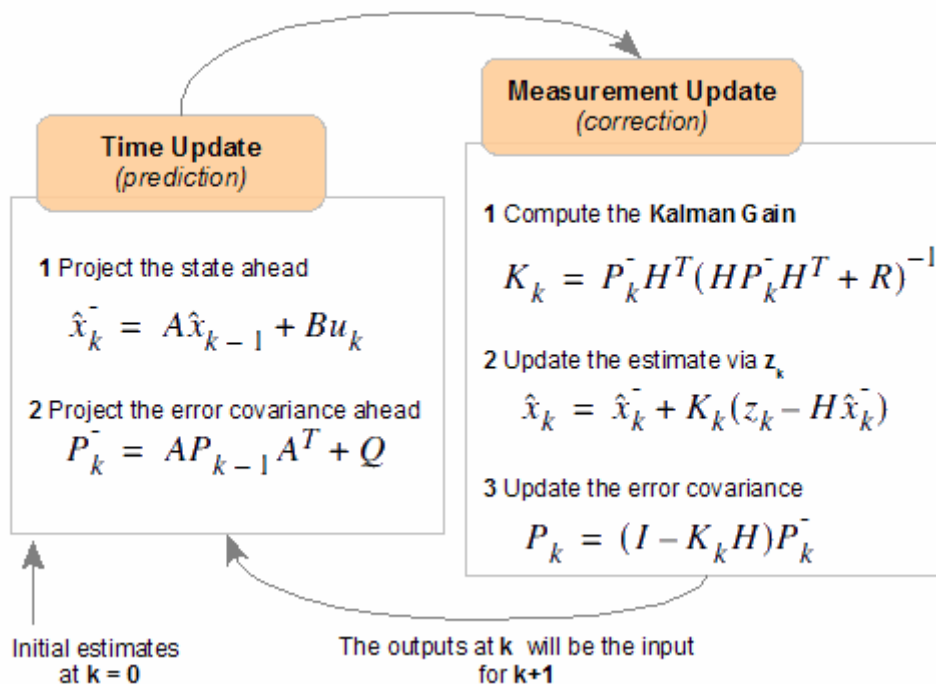 Time Update
(prediction)
1 Project the state ahead
x̂⁻ₖ = Ax̂ₖ₋₁ + Buₖ
2 Project the error covariance ahead
P⁻ₖ = APₖ₋₁Aᵀ + Q
Initial estimates
at k = 0
Measurement Update
(correction)
1 Compute the Kalman Gain
Kₖ = P⁻ₖHᵀ(HP⁻ₖHᵀ + R)⁻¹
2 Update the estimate via zₖ
x̂ₖ = x̂⁻ₖ + Kₖ(zₖ – Hx̂⁻ₖ)
3 Update the error covariance
Pₖ = (I – KₖH)P⁻ₖ
The outputs at k will be the input
for k+1